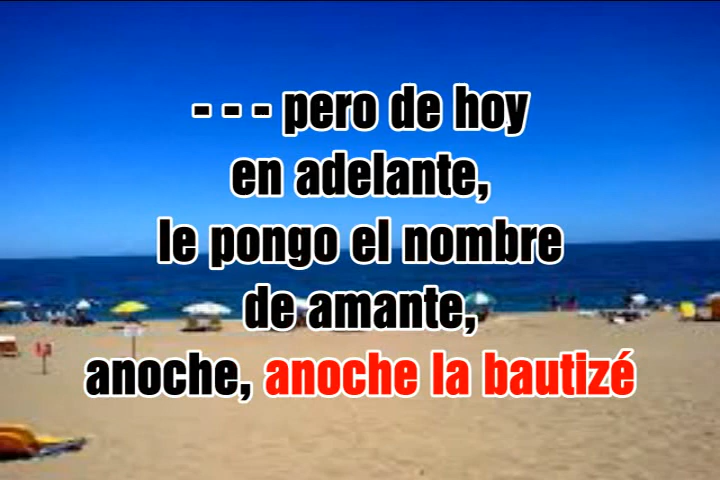 - - - pero de hoy
en adelante,
le pongo el nombre
de amante,
anoche, anoche la bautizé